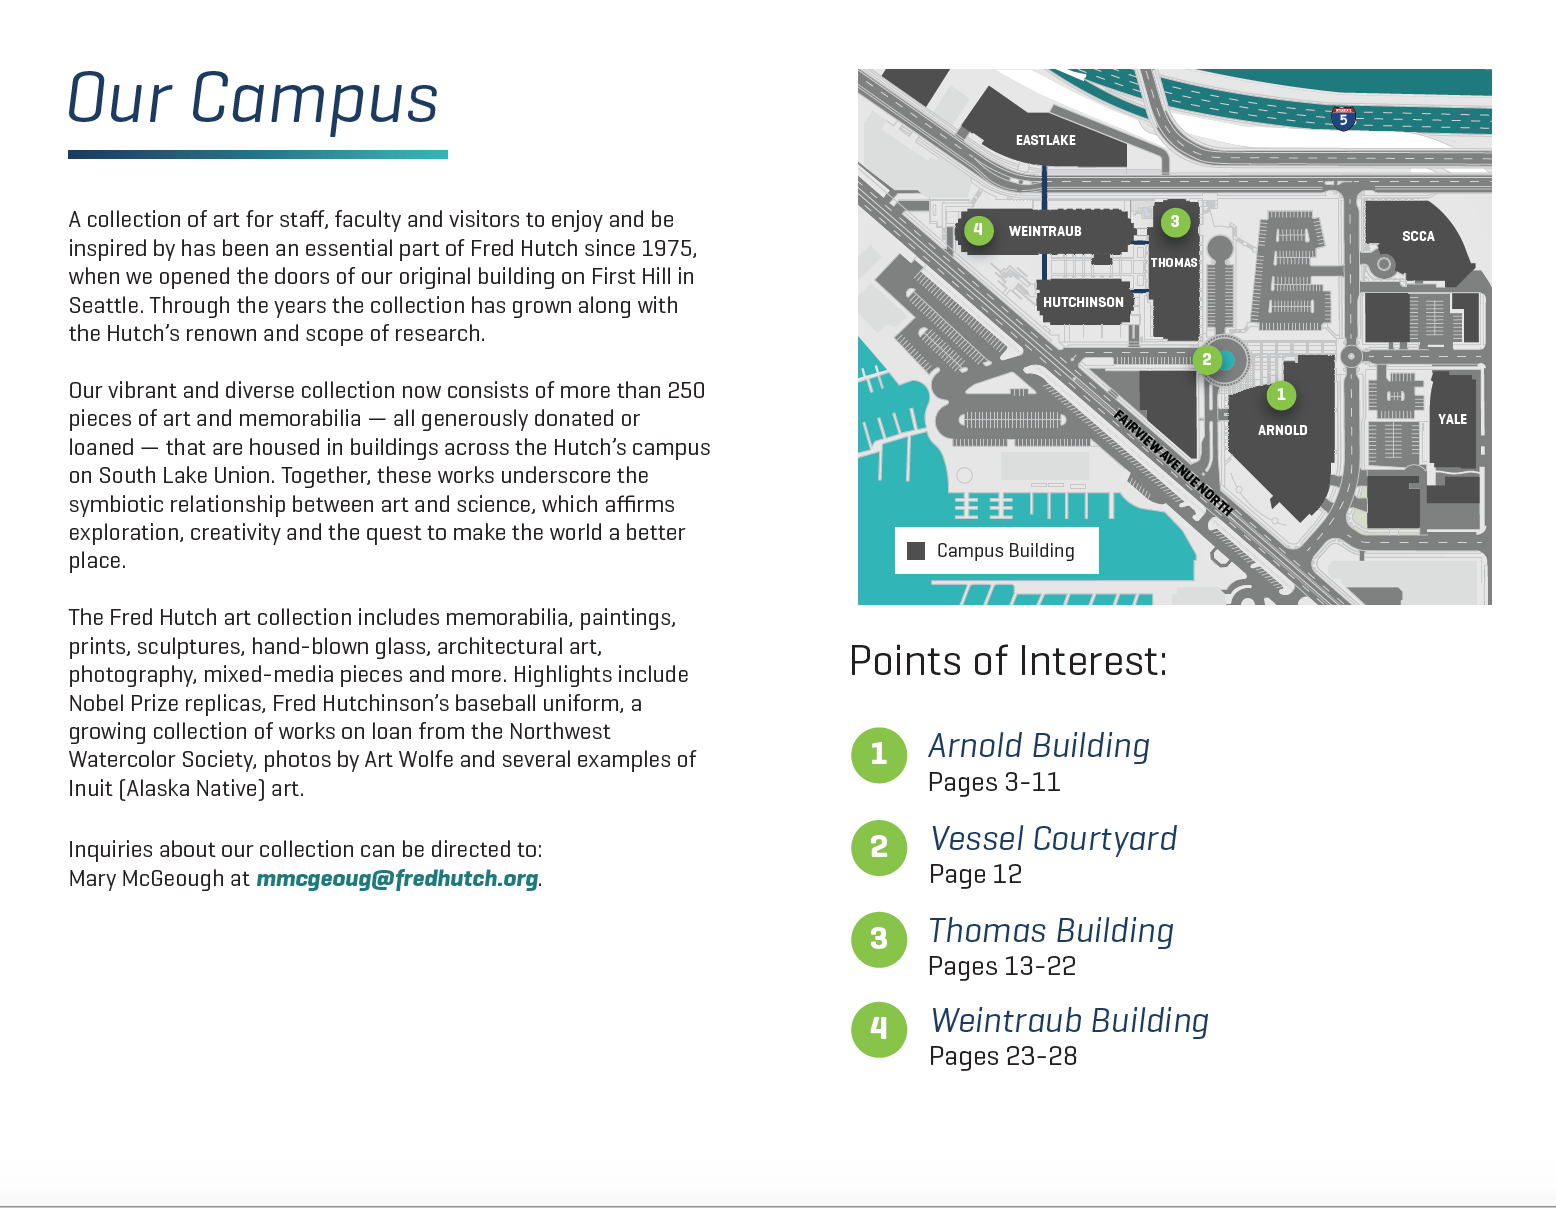 Our Campus
A collection of art for staff, faculty and visitors to enjoy and be
inspired by has been an essential part of Fred Hutch since 1975,
when we opened the doors of our original building on First Hill in
Seattle. Through the years the collection has grown along with
the Hutch's renown and scope of research.
Our vibrant and diverse collection now consists of more than 250
pieces of art and memorabilia — all generously donated or
loaned — that are housed in buildings across the Hutch's campus
on South Lake Union. Together, these works underscore the
symbiotic relationship between art and science, which affirms
exploration, creativity and the quest to make the world a better
place.
The Fred Hutch art collection includes memorabilia, paintings,
prints, sculptures, hand-blown glass, architectural art,
photography, mixed-media pieces and more. Highlights include
Nobel Prize replicas, Fred Hutchinson's baseball uniform, a
growing collection of works on loan from the Northwest
Watercolor Society, photos by Art Wolfe and several examples of
Inuit (Alaska Native) art.
Inquiries about our collection can be directed to:
Mary McGeough at mmcgeoug@fredhutch.org.
5
EASTLAKE
4
WEINTRAUB
3
THOMAS
SCCA
HUTCHINSON
2
1
ARNOLD
YALE
FAIRVIEW AVENUE NORTH
Campus Building
Points of Interest:
1
Arnold Building
Pages 3-11
2
Vessel Courtyard
Page 12
3
Thomas Building
Pages 13-22
4
Weintraub Building
Pages 23-28